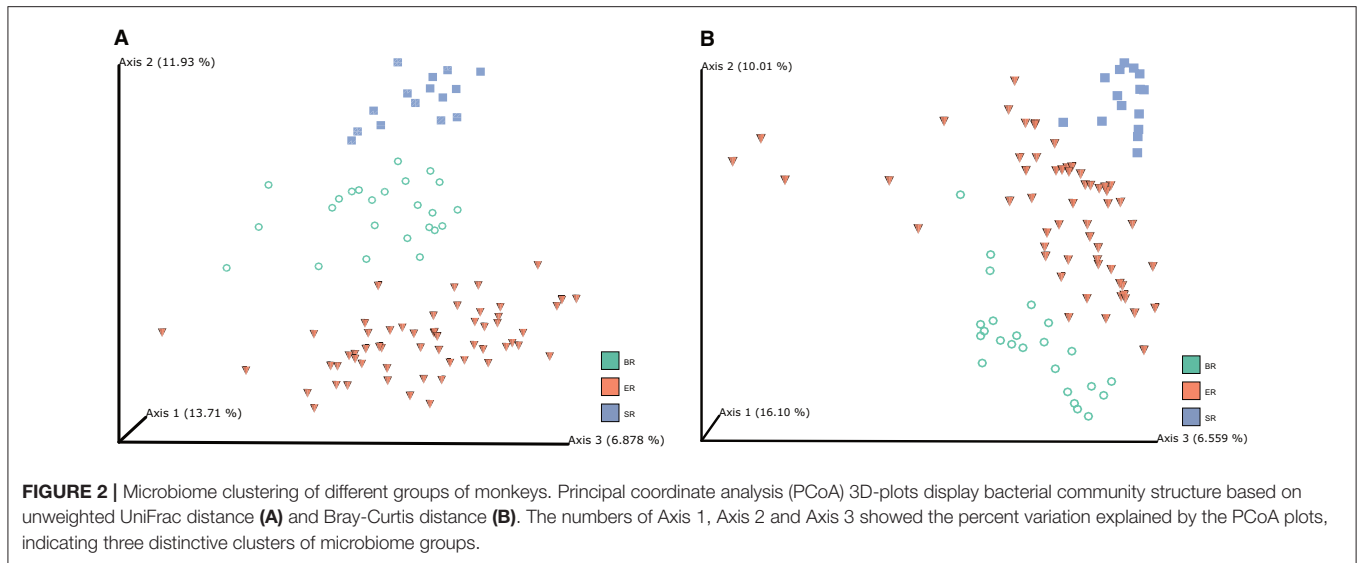 A
Axis 2 (11.93 %)
Axis 1 (13.71 %)
Axis 3 (6.878 %)
BR
ER
SR
B
Axis 2 (10.01 %)
Axis 1 (16.10 %)
Axis 3 (6.559 %)
BR
ER
SR
FIGURE 2 | Microbiome clustering of different groups of monkeys. Principal coordinate analysis (PCoA) 3D-plots display bacterial community structure based on
unweighted UniFrac distance (A) and Bray-Curtis distance (B). The numbers of Axis 1, Axis 2 and Axis 3 showed the percent variation explained by the PCoA plots,
indicating three distinctive clusters of microbiome groups.